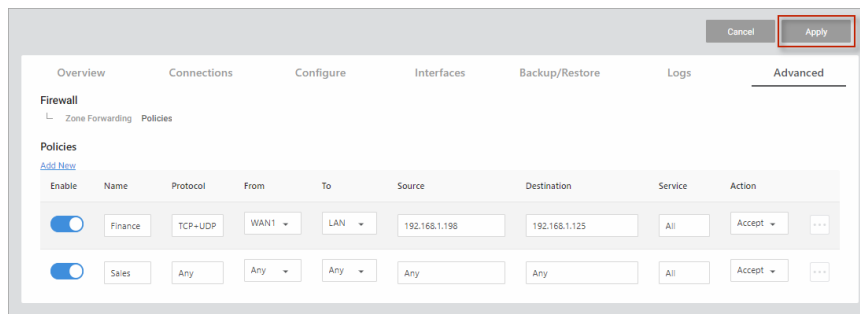 Cancel Apply
Overview Connections Configure Interfaces Backup/Restore Logs Advanced
Firewall
Zone Forwarding Policies
Policies
Add New
Enable Name Protocol From To Source Destination Service Action
Finance TCP+UDP WAN1 LAN 192.168.1.198 192.168.1.125 All Accept
Sales Any Any Any Any Any All Accept